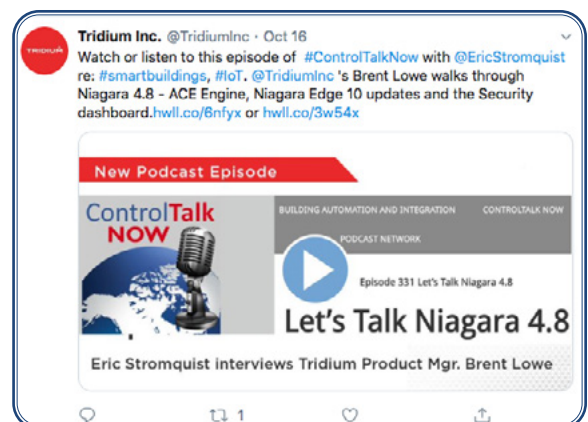 TRIDIUM
Tridium Inc. @TridiumInc · Oct 16
Watch or listen to this episode of #ControlTalkNow with @EricStromquist
re: #smartbuildings, #IoT. @TridiumInc 's Brent Lowe walks through
Niagara 4.8 - ACE Engine, Niagara Edge 10 updates and the Security
dashboard.hwll.co/6nfyx or hwll.co/3w54x
New Podcast Episode
ControlTalk
NOW
BUILDING AUTOMATION AND INTEGRATION CONTROLTALK NOW
PODCAST NETWORK
Episode 331 Let's Talk Niagara 4.8
Let's Talk Niagara 4.8
Eric Stromquist interviews Tridium Product Mgr. Brent Lowe
1